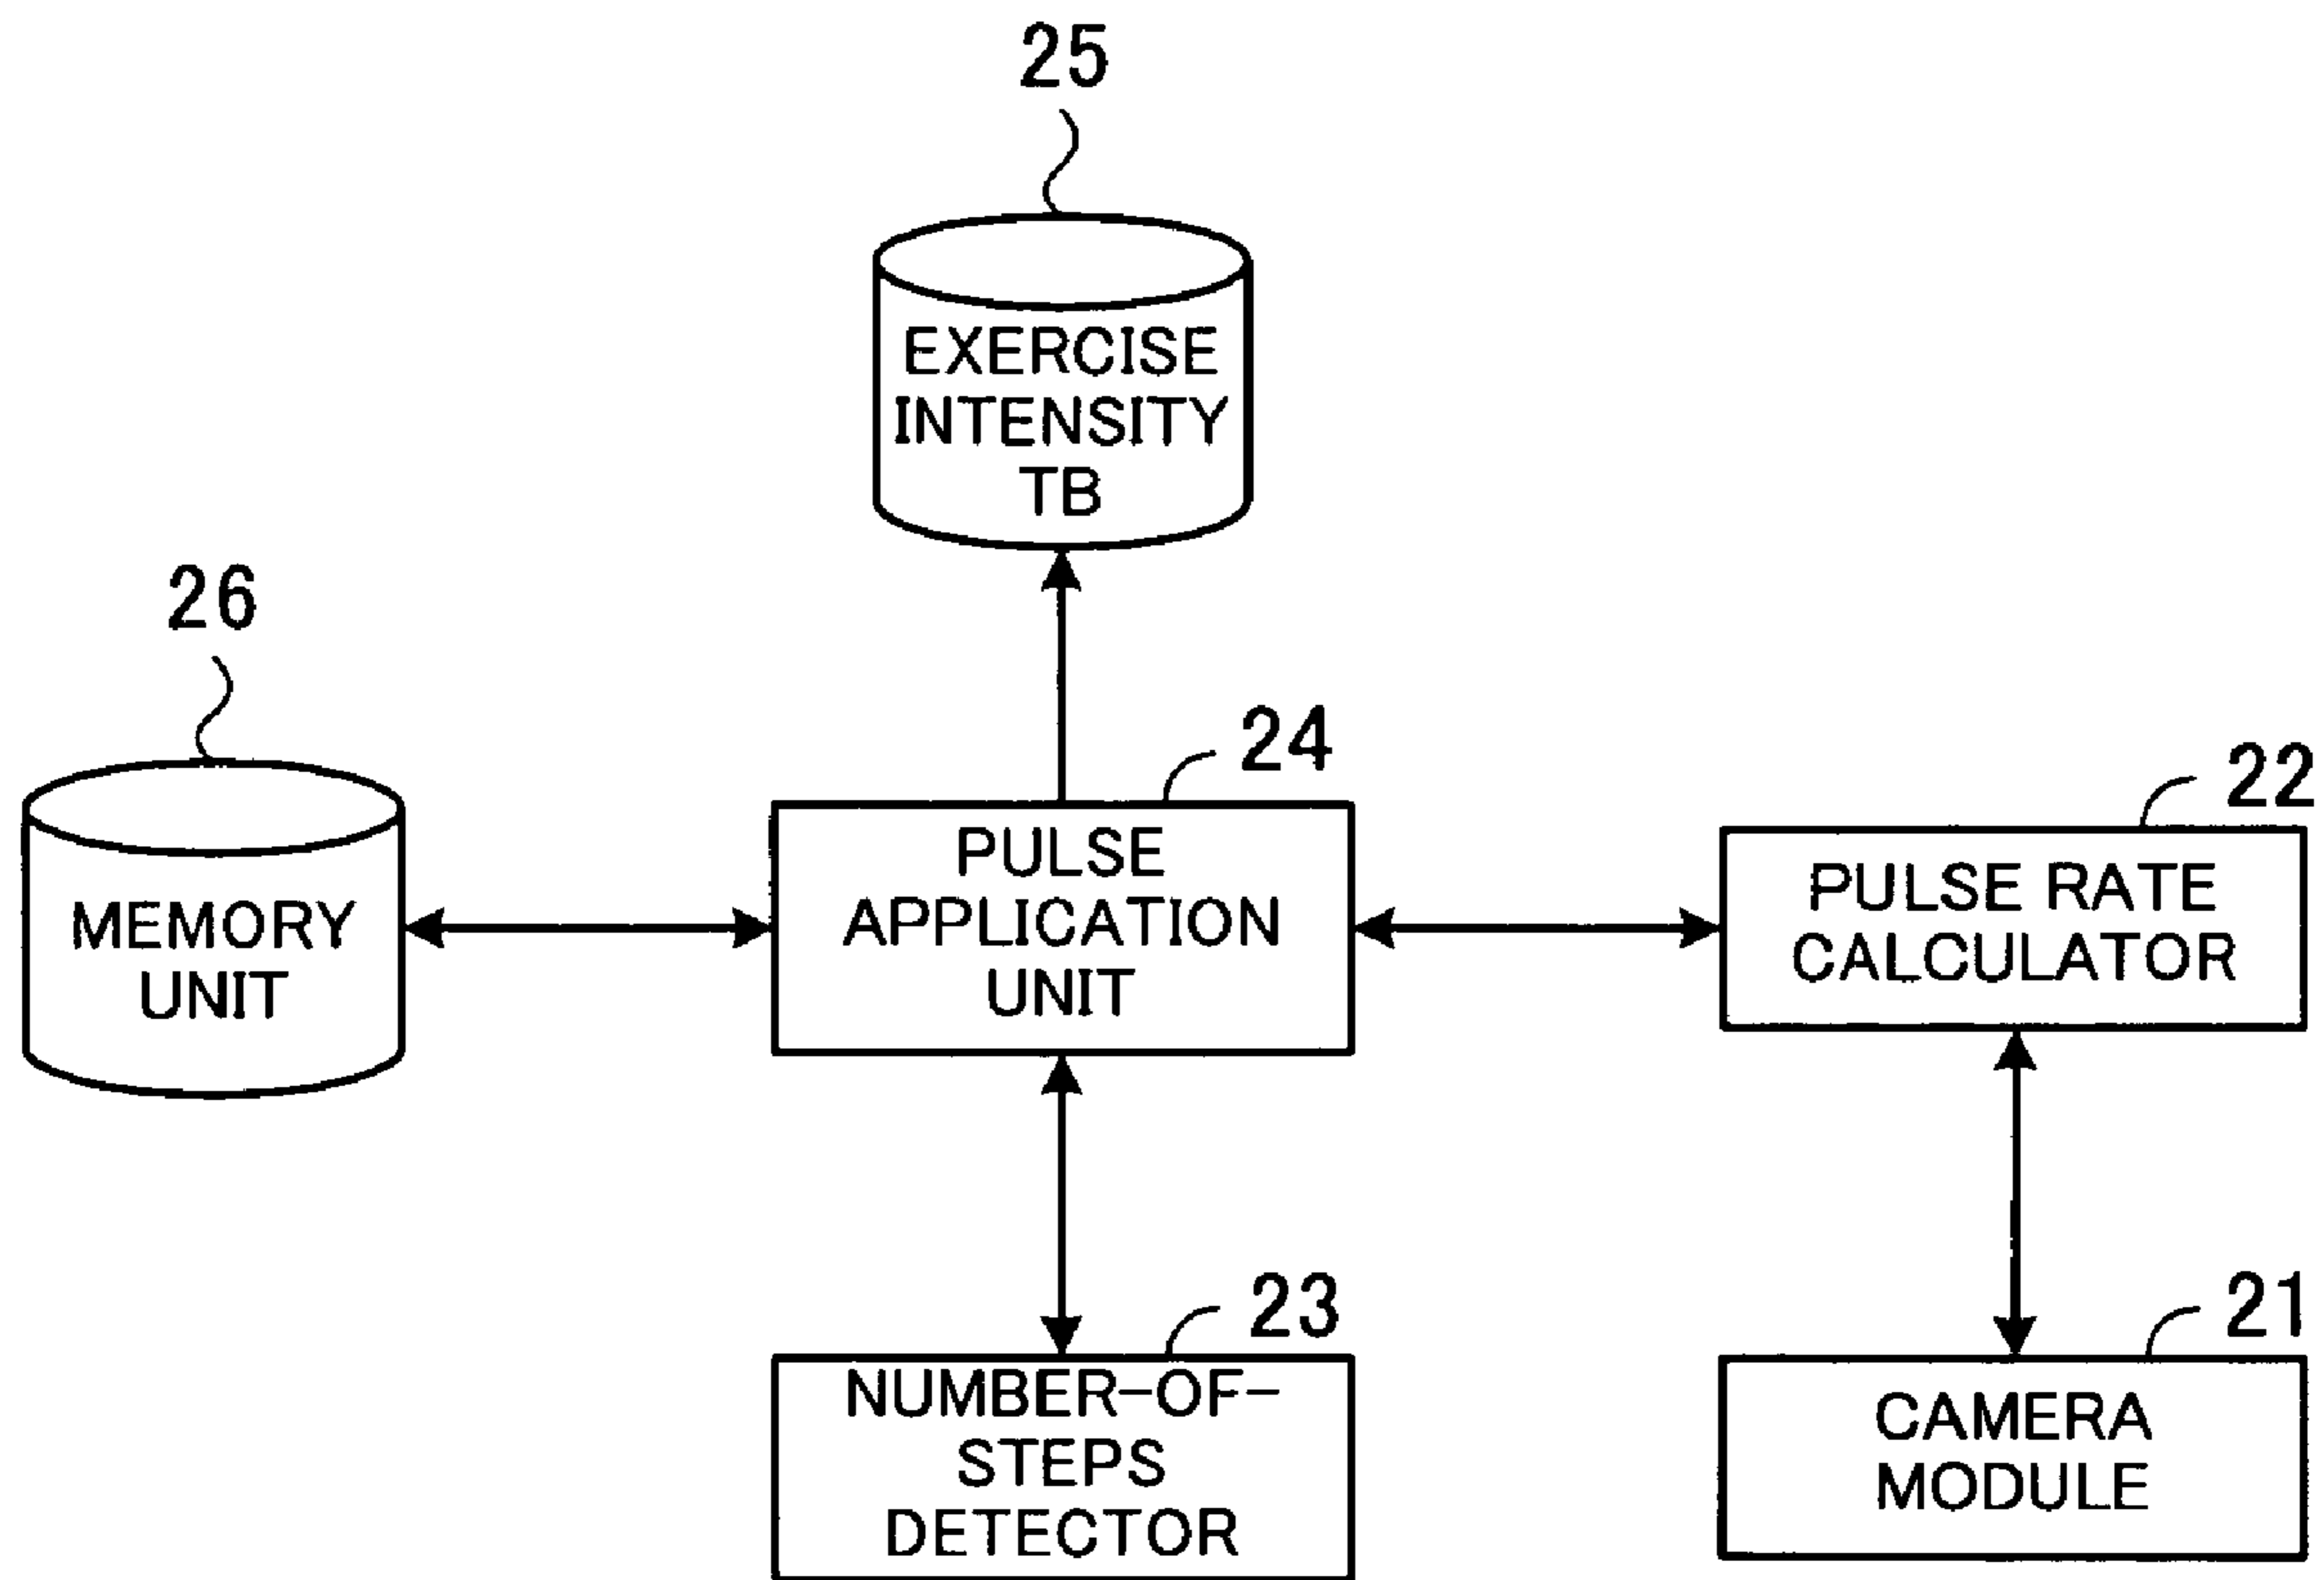 25
EXERCISE
INTENSITY
TB
26
MEMORY
UNIT
24
PULSE
APPLICATION
UNIT
22
PULSE RATE
CALCULATOR
23
NUMBER-OF-
STEPS
DETECTOR
21
CAMERA
MODULE